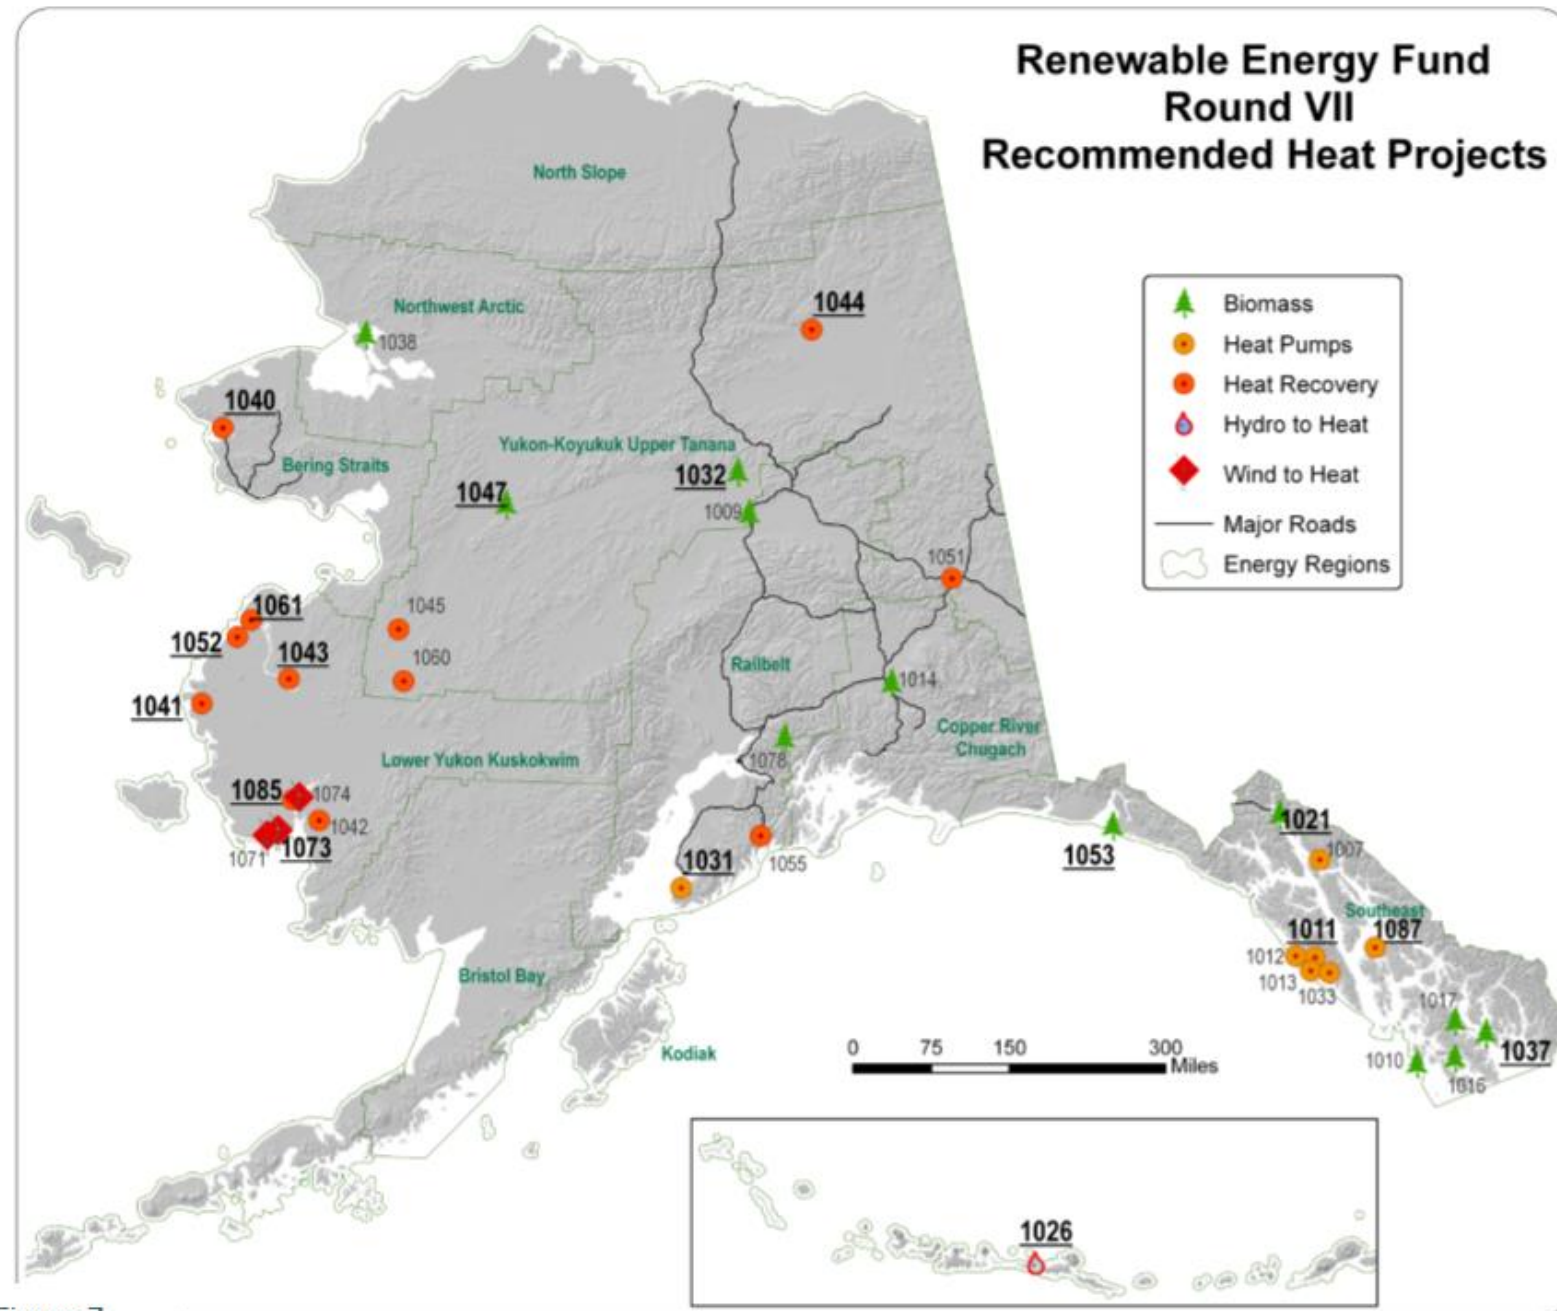 Renewable Energy Fund
Round VII
Recommended Heat Projects
North Slope
Northwest Arctic
1044
1038
1040
Bering Straits
Yukon-Koyukuk Upper Tanana
1032
1047
1009
1051
1061
1052
1043
1041
1045
1060
Railbelt
1014
Copper River
Chugach
1078
Lower Yukon Kuskokwim
1085
1074
1042
1071
1073
1031
1055
1053
1021
1007
Southeast
1011
1087
1012
1013
1033
1017
1037
1010
1016
Bristol Bay
Kodiak
Biomass
Heat Pumps
Heat Recovery
Hydro to Heat
Wind to Heat
Major Roads
Energy Regions
0 75 150 300
Miles
1026